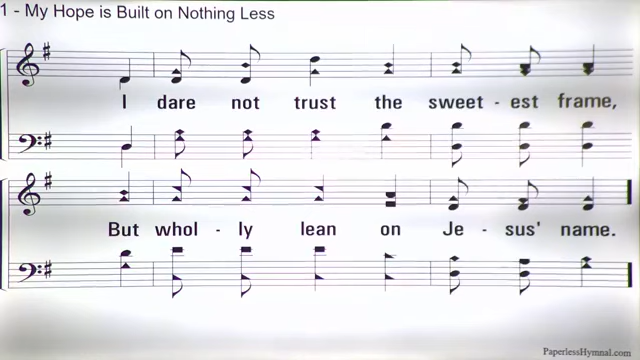 1 - My Hope is Built on Nothing Less
I dare not trust the sweet - est frame,
But whol - ly lean on Je - sus' name.
PaperlessHymnal.com